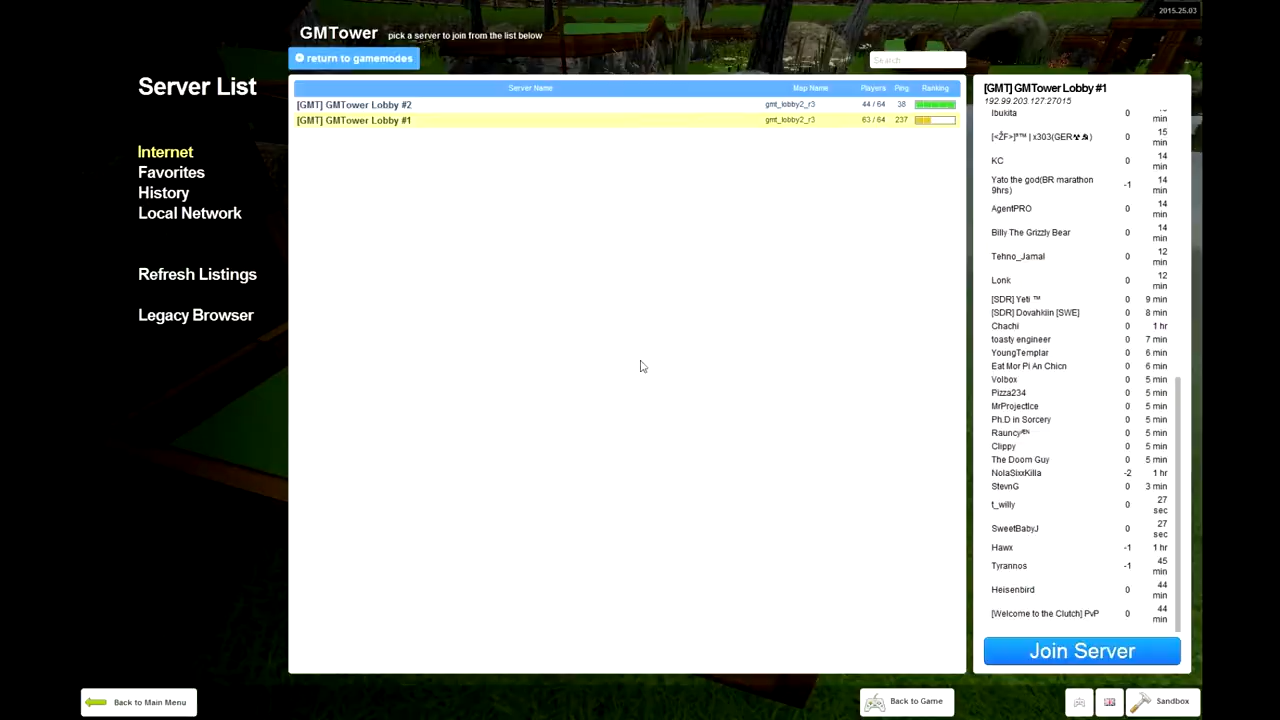 2015.25.03
GMTower pick a server to join from the list below
return to gamemodes
Search
Server List
Internet
Favorites
History
Local Network
Refresh Listings
Legacy Browser
Server Name Map Name Players Ping Ranking
[GMT] GMTower Lobby #2 gmt_lobby2_r3 44 / 64 38
[GMT] GMTower Lobby #1 gmt_lobby2_r3 63 / 64 237
[GMT] GMTower Lobby #1
192.99.203.127:27015
Ibukita 0 min
[<ŽF>]³™ | x303(GER☢☭) 0 15 min
KC 0 14 min
Yato the god(BR marathon 9hrs) -1 14 min
AgentPRO 0 14 min
Billy The Grizzly Bear 0 14 min
Tehno_Jamal 0 12 min
Lonk 0 12 min
[SDR] Yeti ™ 0 9 min
[SDR] Dovahkiin [SWE] 0 8 min
Chachi 0 1 hr
toasty engineer 0 7 min
YoungTemplar 0 6 min
Eat Mor Pi An Chicn 0 6 min
Volbox 0 5 min
Pizza234 0 5 min
MrProjectIce 0 5 min
Ph.D in Sorcery 0 5 min
Rauncyᴶᴱᴺ 0 5 min
Clippy 0 5 min
The Doom Guy 0 5 min
NolaSixxKilla -2 1 hr
StevnG 0 3 min
t_willy 0 27 sec
SweetBabyJ 0 27 sec
Hawx -1 1 hr
Tyrannos -1 45 min
Heisenbird 0 44 min
[Welcome to the Clutch] PvP 0 44 min
Join Server
Back to Main Menu
Back to Game
Sandbox